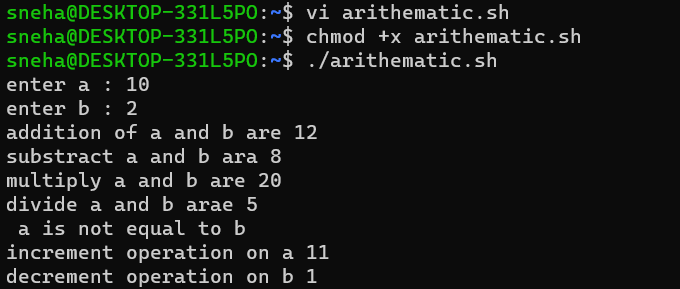 sneha@DESKTOP-331L5PO:~$ vi arithematic.sh
sneha@DESKTOP-331L5PO:~$ chmod +x arithematic.sh
sneha@DESKTOP-331L5PO:~$ ./arithematic.sh
enter a : 10
enter b : 2
addition of a and b are 12
substract a and b ara 8
multiply a and b are 20
divide a and b arae 5
 a is not equal to b
increment operation on a 11
decrement operation on b 1